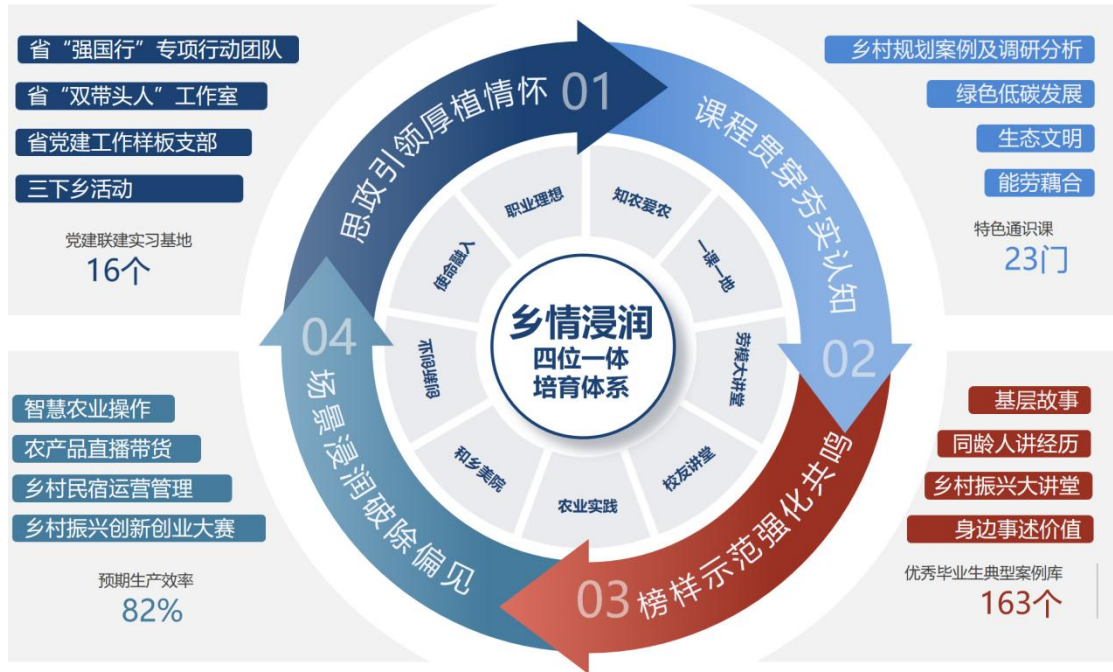 省“强国行”专项行动团队
省“双带头人”工作室
省党建工作样板支部
三下乡活动
党建联建实习基地
16个
思政引领厚植情怀
01
乡村规划案例及调研分析
绿色低碳发展
生态文明
能劳藕合
特色通识课
23门
课程贯穿夯实认知
02
基层故事
同龄人讲经历
乡村振兴大讲堂
身边事述价值
优秀毕业生典型案例库
163个
榜样示范强化共鸣
03
智慧农业操作
农产品直播带货
乡村民宿运营管理
乡村振兴创新创业大赛
预期生产效率
82%
场景浸润破除偏见
04
职业理想
知农爱农
一课一地
劳模大讲堂
校友讲堂
农业实践
和乡美院
使命融入
乡情浸润
四位一体
培育体系